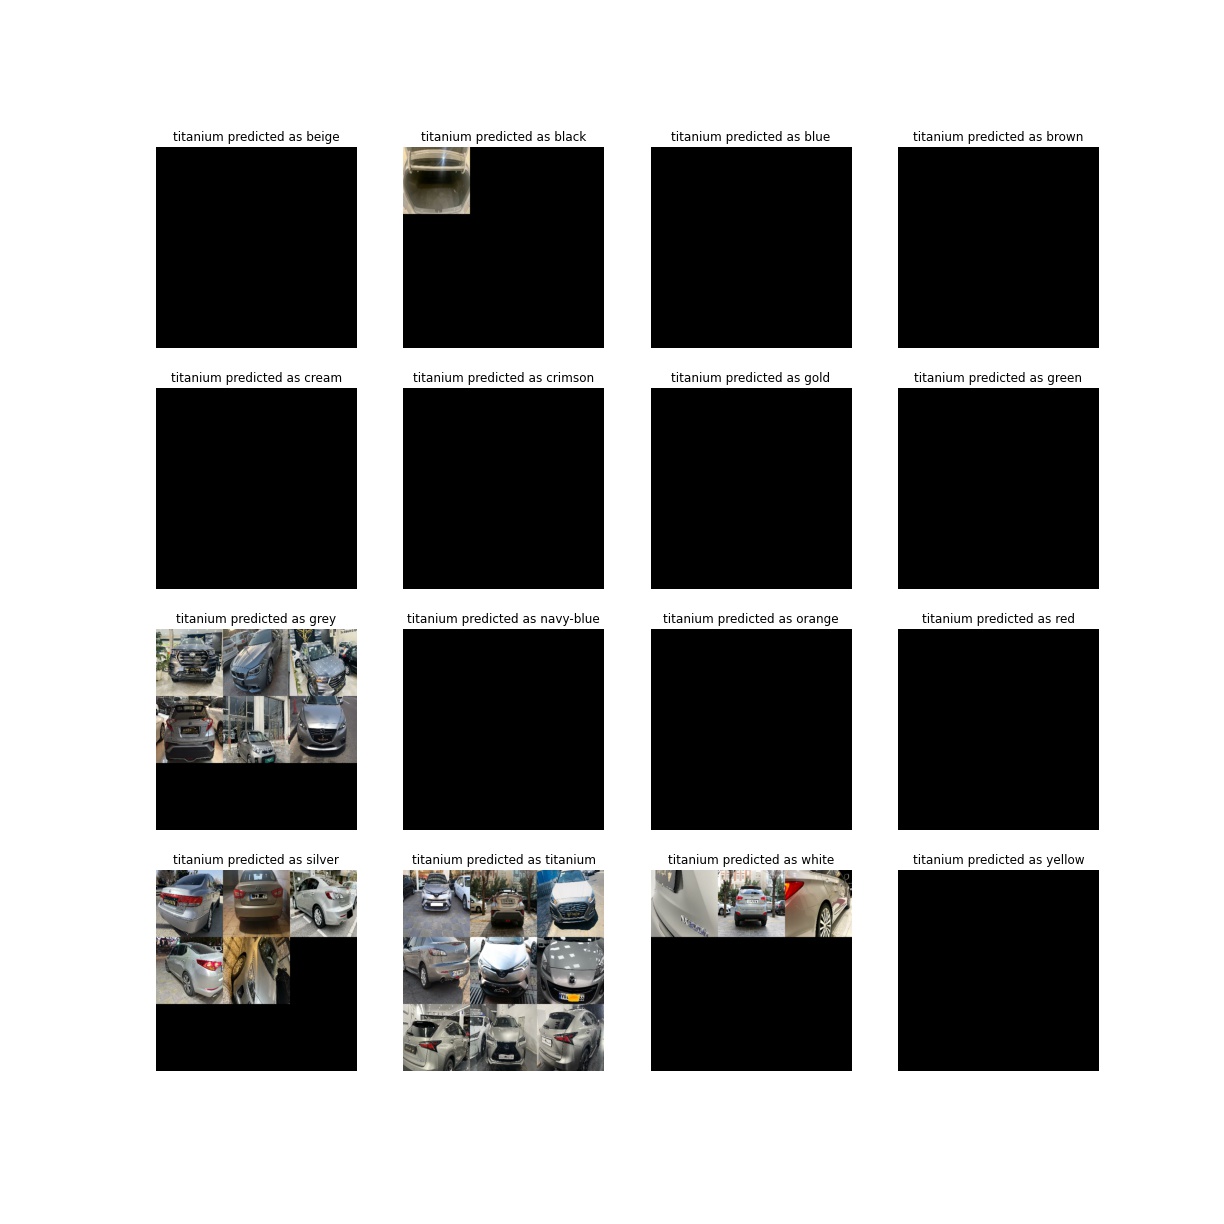 titanium predicted as beige
titanium predicted as black
titanium predicted as blue
titanium predicted as brown
titanium predicted as cream
titanium predicted as crimson
titanium predicted as gold
titanium predicted as green
titanium predicted as grey
titanium predicted as navy-blue
titanium predicted as orange
titanium predicted as red
titanium predicted as silver
titanium predicted as titanium
titanium predicted as white
titanium predicted as yellow